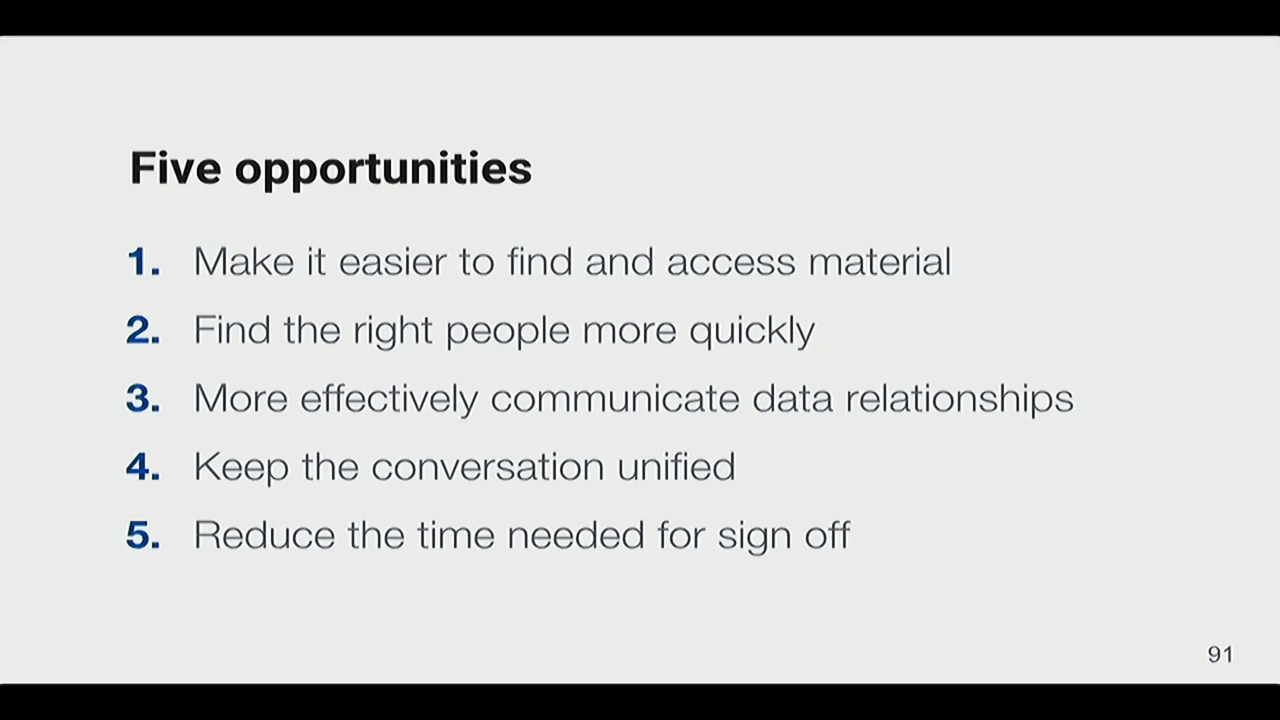 Five opportunities
1. Make it easier to find and access material
2. Find the right people more quickly
3. More effectively communicate data relationships
4. Keep the conversation unified
5. Reduce the time needed for sign off
91